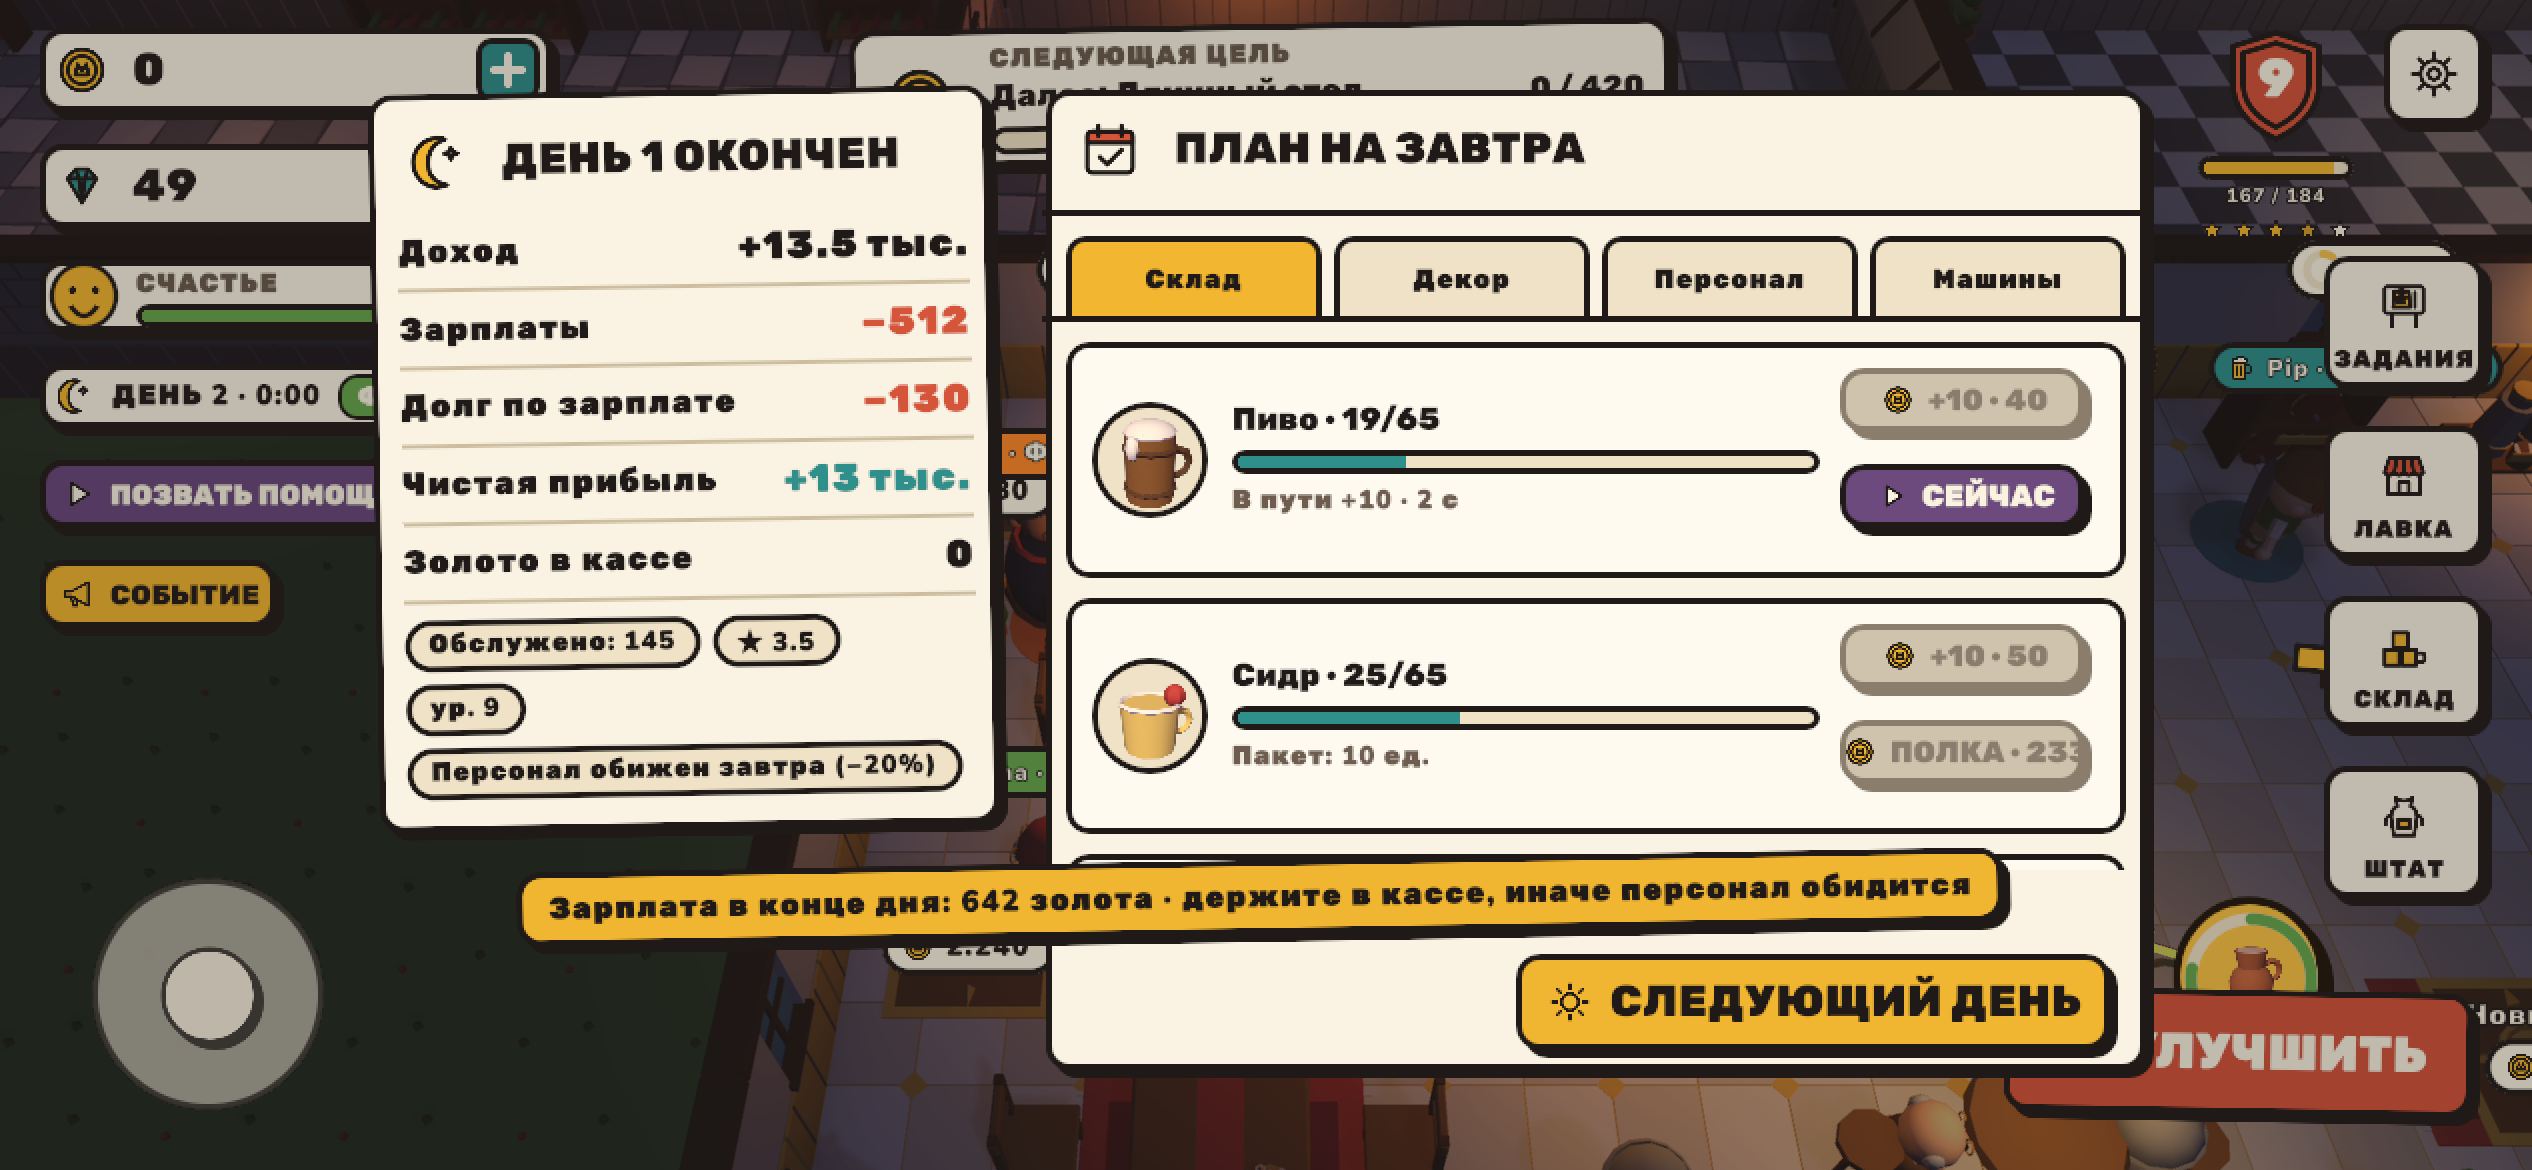 0
СЛЕДУЮЩАЯ ЦЕЛЬ
0/420
9
167 / 184
49
СЧАСТЬЕ
ДЕНЬ 2 · 0:00
ПОЗВАТЬ ПОМОЩ
СОБЫТИЕ
ДЕНЬ 1 ОКОНЧЕН
Доход +13.5 тыс.
Зарплаты −512
Долг по зарплате −130
Чистая прибыль +13 тыс.
Золото в кассе 0
Обслужено: 145 ★ 3.5
ур. 9
Персонал обижен завтра (−20%)
ПЛАН НА ЗАВТРА
Склад Декор Персонал Машины
Пиво · 19/65
В пути +10 · 2 с
+10 · 40
СЕЙЧАС
Сидр · 25/65
Пакет: 10 ед.
+10 · 50
ПОЛКА · 233
Зарплата в конце дня: 642 золота · держите в кассе, иначе персонал обидится
СЛЕДУЮЩИЙ ДЕНЬ
Pip ·
ЗАДАНИЯ
ЛАВКА
СКЛАД
ШТАТ
ЛУЧШИТЬ